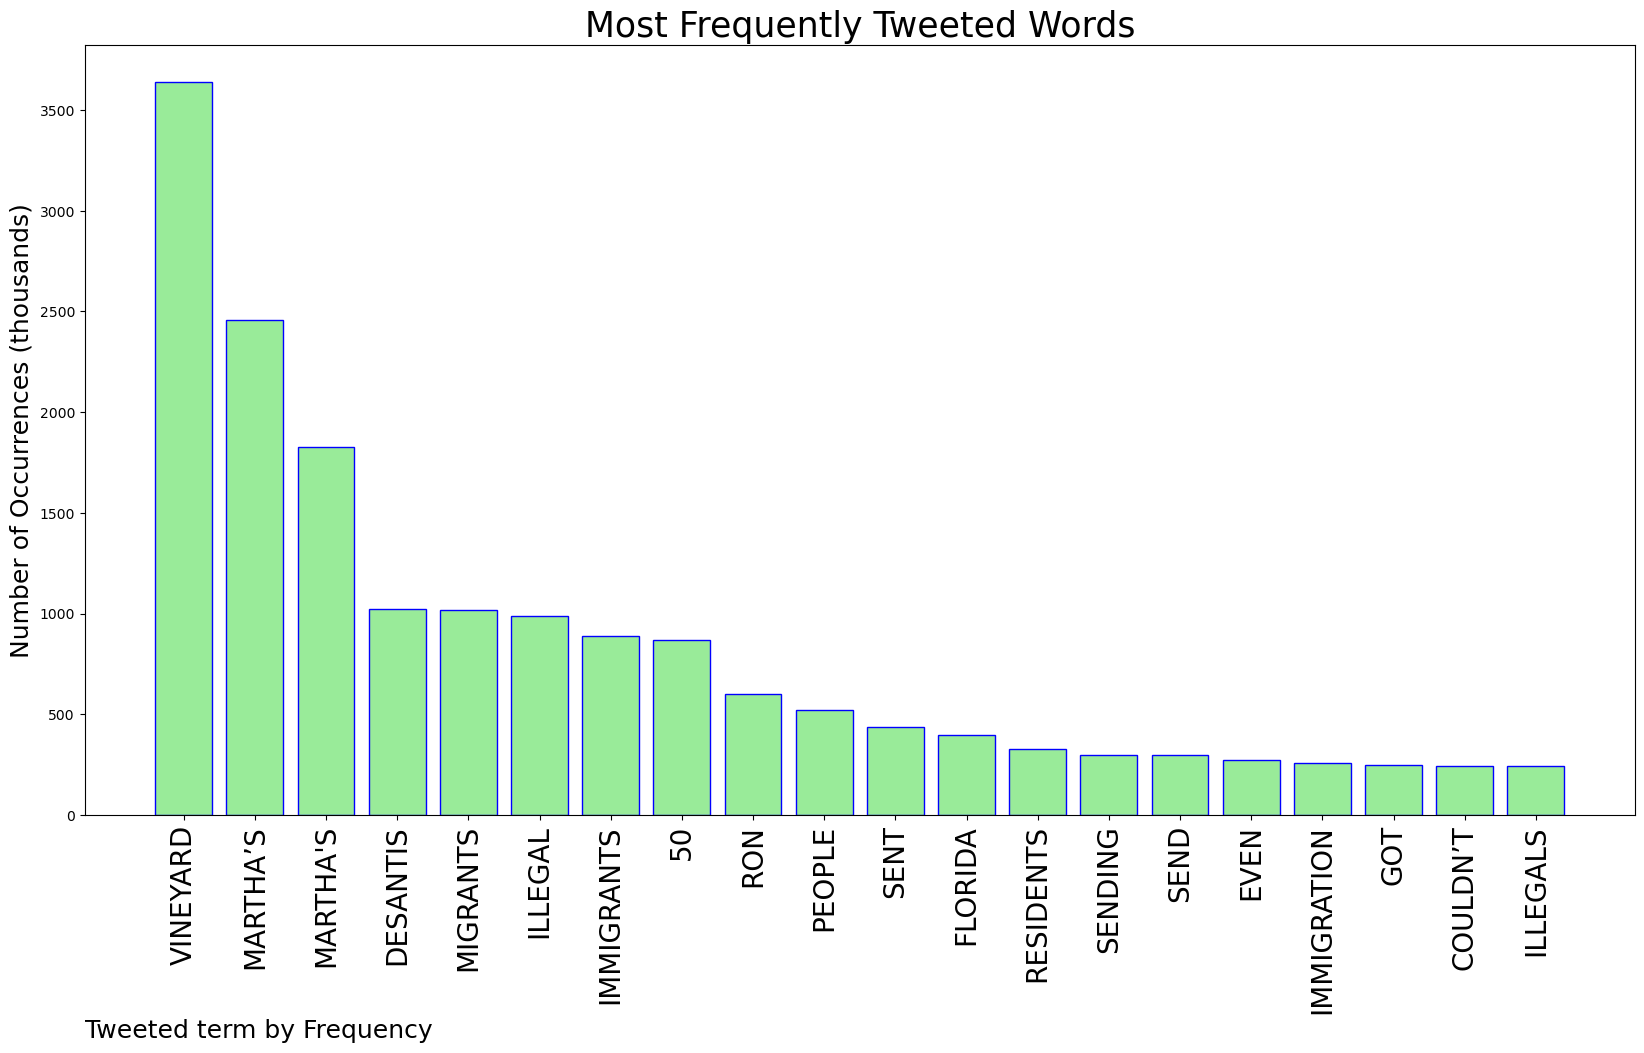 Most Frequently Tweeted Words
Number of Occurrences (thousands)
3500
3000
2500
2000
1500
1000
500
0
VINEYARD
MARTHA’S
MARTHA'S
DESANTIS
MIGRANTS
ILLEGAL
IMMIGRANTS
50
RON
PEOPLE
SENT
FLORIDA
RESIDENTS
SENDING
SEND
EVEN
IMMIGRATION
GOT
COULDN’T
ILLEGALS
Tweeted term by Frequency